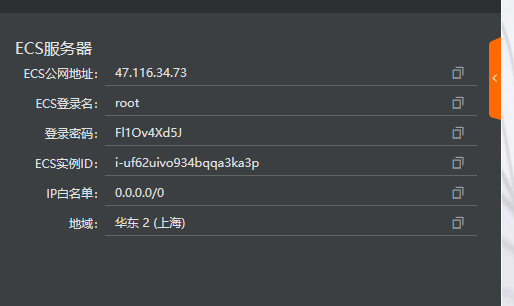 ECS服务器
ECS公网地址： 47.116.34.73
ECS登录名： root
登录密码： Fl1Ov4Xd5J
ECS实例ID： i-uf62uivo934bqqa3ka3p
IP白名单： 0.0.0.0/0
地域： 华东 2 (上海)